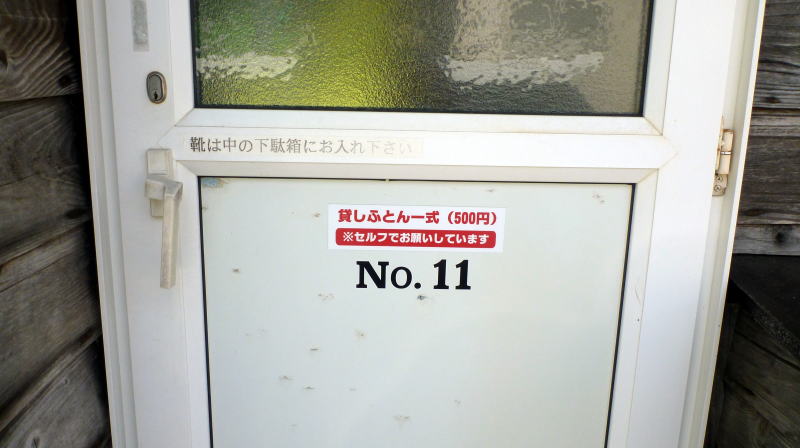 靴は中の下駄箱にお入れ下さい。
貸しふとん一式（500円）
※セルフでお願いしています
No. 11